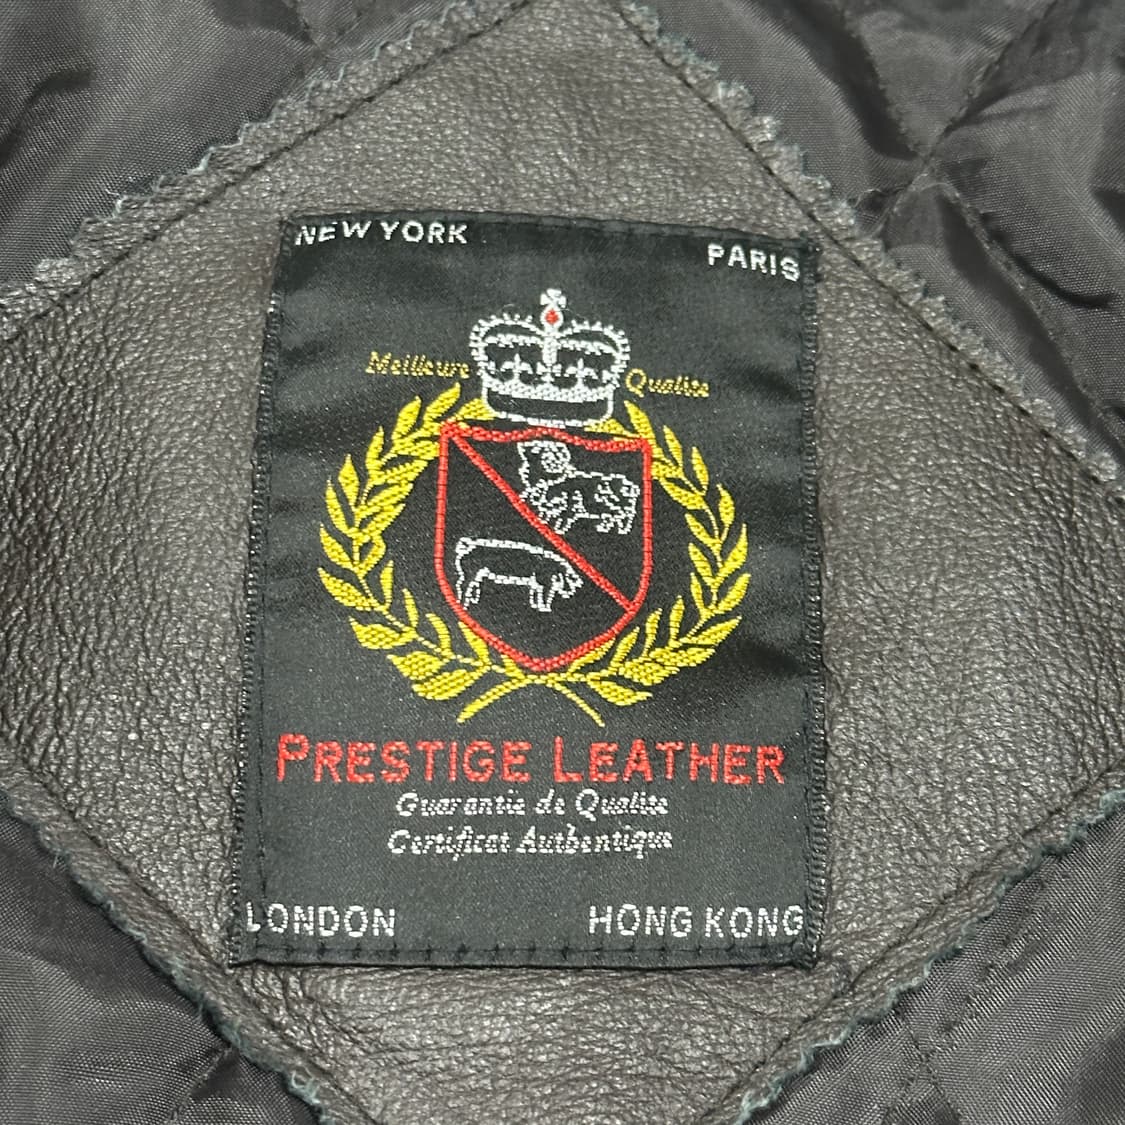 NEW YORK
PARIS
Meilleure Qualite
PRESTIGE LEATHER
Guarantie de Qualite
Certificat Authentique
LONDON HONG KONG